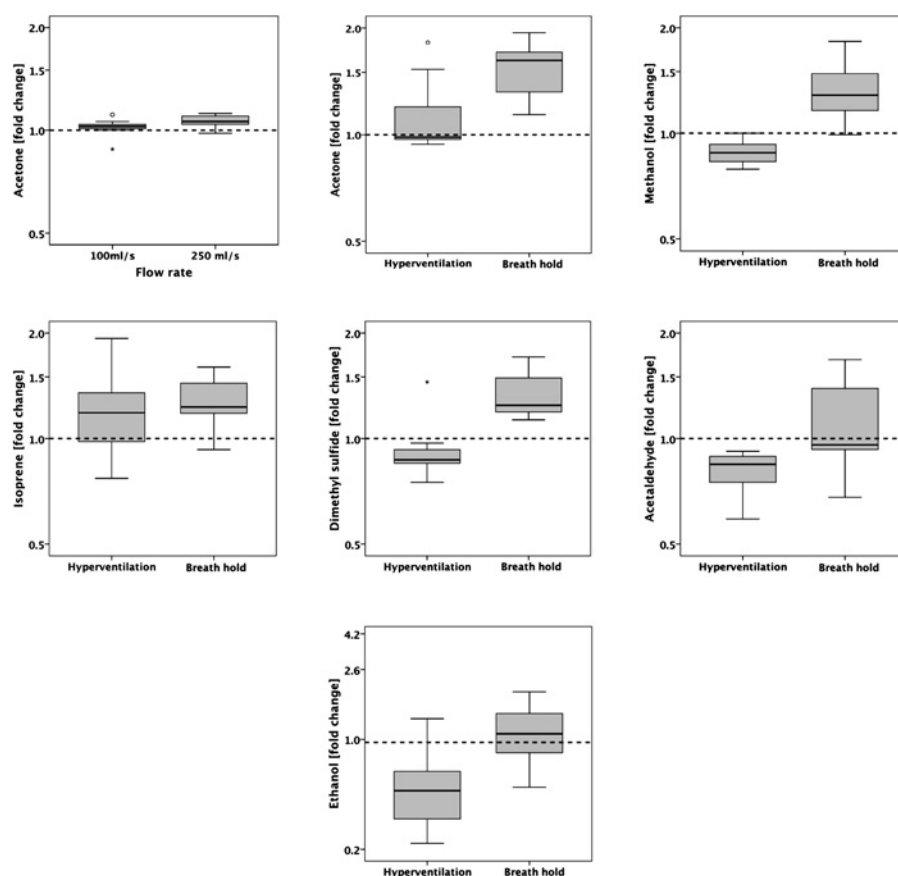 Acetone [fold change]
2.0
1.5
1.0
0.5
100ml/s 250 ml/s
Flow rate
Acetone [fold change]
2.0
1.5
1.0
0.5
Hyperventilation Breath hold
Methanol [fold change]
2.0
1.5
1.0
0.5
Hyperventilation Breath hold
Isoprene [fold change]
2.0
1.5
1.0
0.5
Hyperventilation Breath hold
Dimethyl sulfide [fold change]
2.0
1.5
1.0
0.5
Hyperventilation Breath hold
Acetaldehyde [fold change]
2.0
1.5
1.0
0.5
Hyperventilation Breath hold
Ethanol [fold change]
4.2
2.6
1.0
0.2
Hyperventilation Breath hold